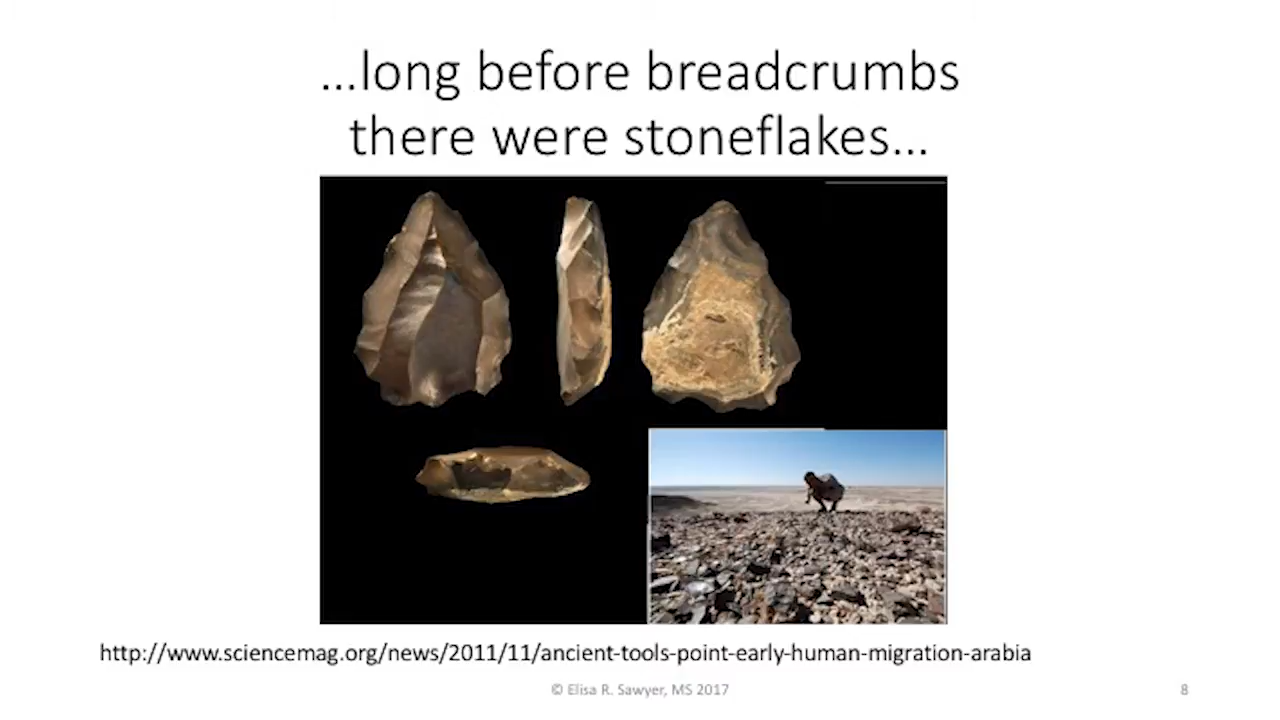 ...long before breadcrumbs
there were stoneflakes...
http://www.sciencemag.org/news/2011/11/ancient-tools-point-early-human-migration-arabia
© Elisa R. Sawyer, MS 2017
8